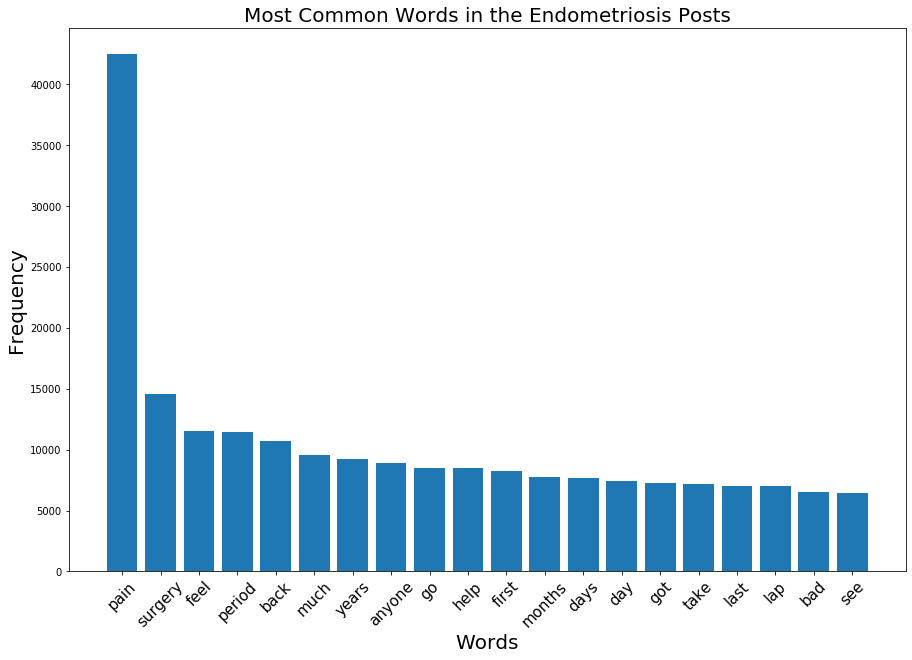 Most Common Words in the Endometriosis Posts
Frequency
40000
35000
30000
25000
20000
15000
10000
5000
0
pain surgery feel period back much years anyone go help first months days day got take last lap bad see
Words